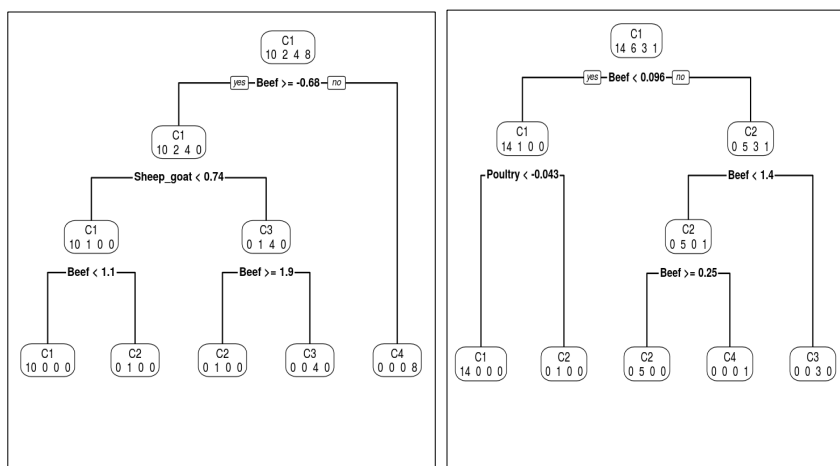 C1
10 2 4 8
yes Beef >= -0.68 no
C1
10 2 4 0
Sheep_goat < 0.74
C1
10 1 0 0
C3
0 1 4 0
Beef < 1.1
Beef >= 1.9
C1
10 0 0 0
C2
0 1 0 0
C2
0 1 0 0
C3
0 0 4 0
C4
0 0 0 8
C1
14 6 3 1
yes Beef < 0.096 no
C1
14 1 0 0
C2
0 5 3 1
Poultry < -0.043
Beef < 1.4
C2
0 5 0 1
Beef >= 0.25
C1
14 0 0 0
C2
0 1 0 0
C2
0 5 0 0
C4
0 0 0 1
C3
0 0 3 0